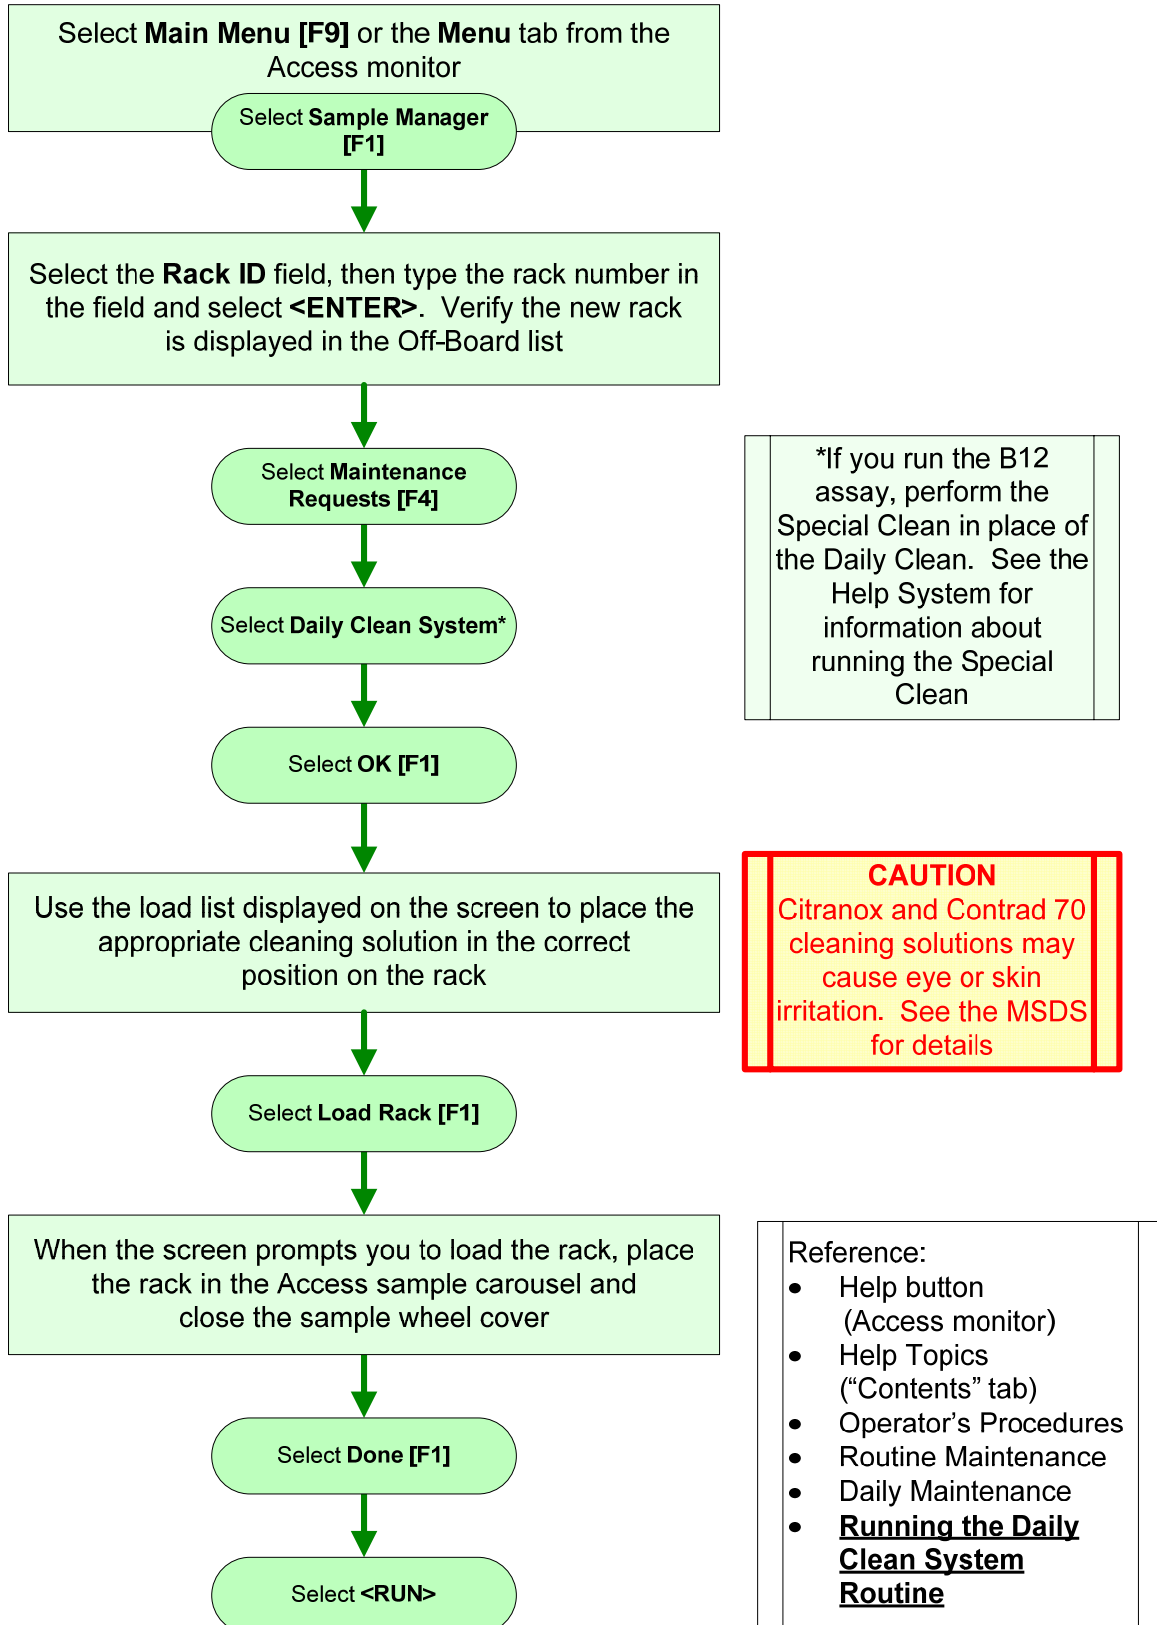 Select Main Menu [F9] or the Menu tab from the
Access monitor
Select Sample Manager
[F1]
Select the Rack ID field, then type the rack number in
the field and select <ENTER>.  Verify the new rack
is displayed in the Off-Board list
Select Maintenance
Requests [F4]
*If you run the B12
assay, perform the
Special Clean in place of
the Daily Clean.  See the
Help System for
information about
running the Special
Clean
Select Daily Clean System*
Select OK [F1]
Use the load list displayed on the screen to place the
appropriate cleaning solution in the correct
position on the rack
CAUTION
Citranox and Contrad 70
cleaning solutions may
cause eye or skin
irritation.  See the MSDS
for details
Select Load Rack [F1]
When the screen prompts you to load the rack, place
the rack in the Access sample carousel and
close the sample wheel cover
Select Done [F1]
Select <RUN>
Reference:
• Help button
(Access monitor)
• Help Topics
(“Contents” tab)
• Operator’s Procedures
• Routine Maintenance
• Daily Maintenance
• Running the Daily
Clean System
Routine